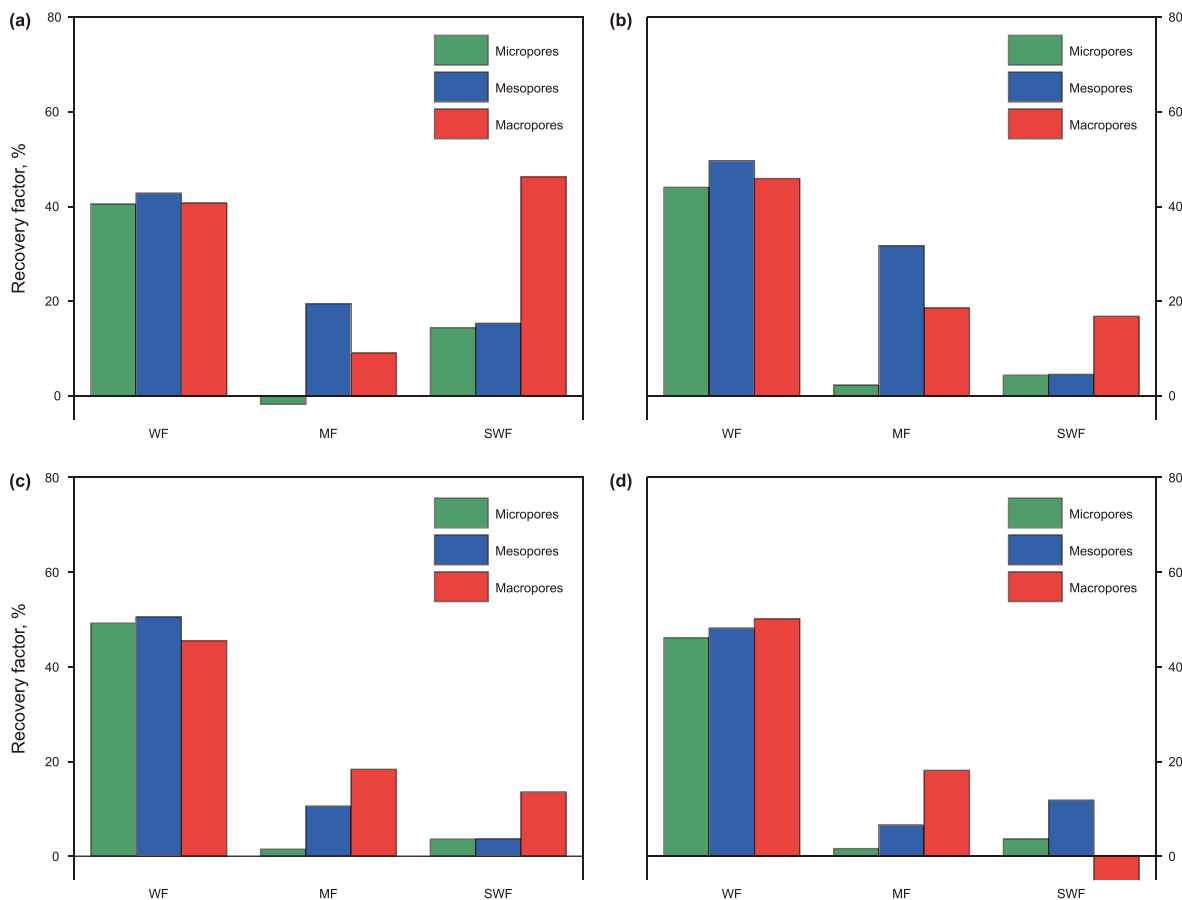 (a)
80
60
40
20
0
Recovery factor, %
Micropores
Mesopores
Macropores
WF MF SWF
(b)
80
60
40
20
0
Micropores
Mesopores
Macropores
WF MF SWF
(c)
80
60
40
20
0
Recovery factor, %
Micropores
Mesopores
Macropores
WF MF SWF
(d)
80
60
40
20
0
Micropores
Mesopores
Macropores
WF MF SWF